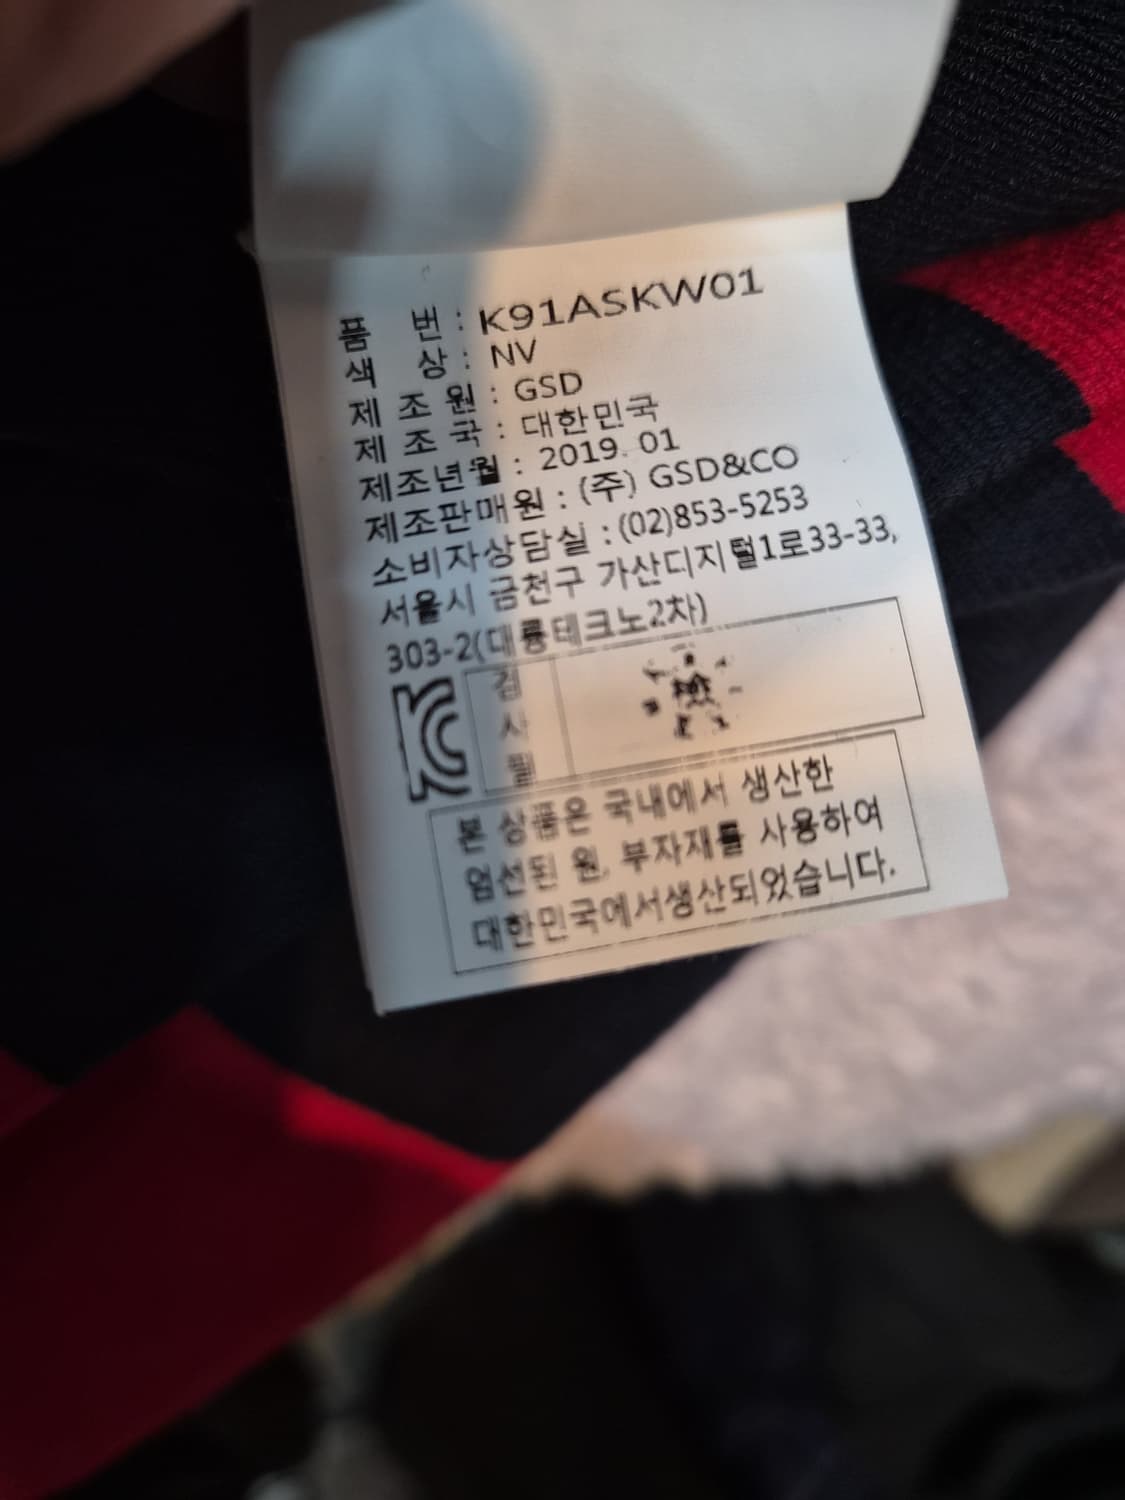 품 번 : K91ASKW01
색 상 : NV
제 조 원 : GSD
제 조 국 : 대한민국
제조년월 : 2019. 01
제조판매원 : (주) GSD&CO
소비자상담실 : (02)853-5253
서울시 금천구 가산디지털1로33-33,
303-2(대륭테크노2차)
KC
검
사
필
본 상품은 국내에서 생산한
엄선된 원, 부자재를 사용하여
대한민국에서생산되었습니다.